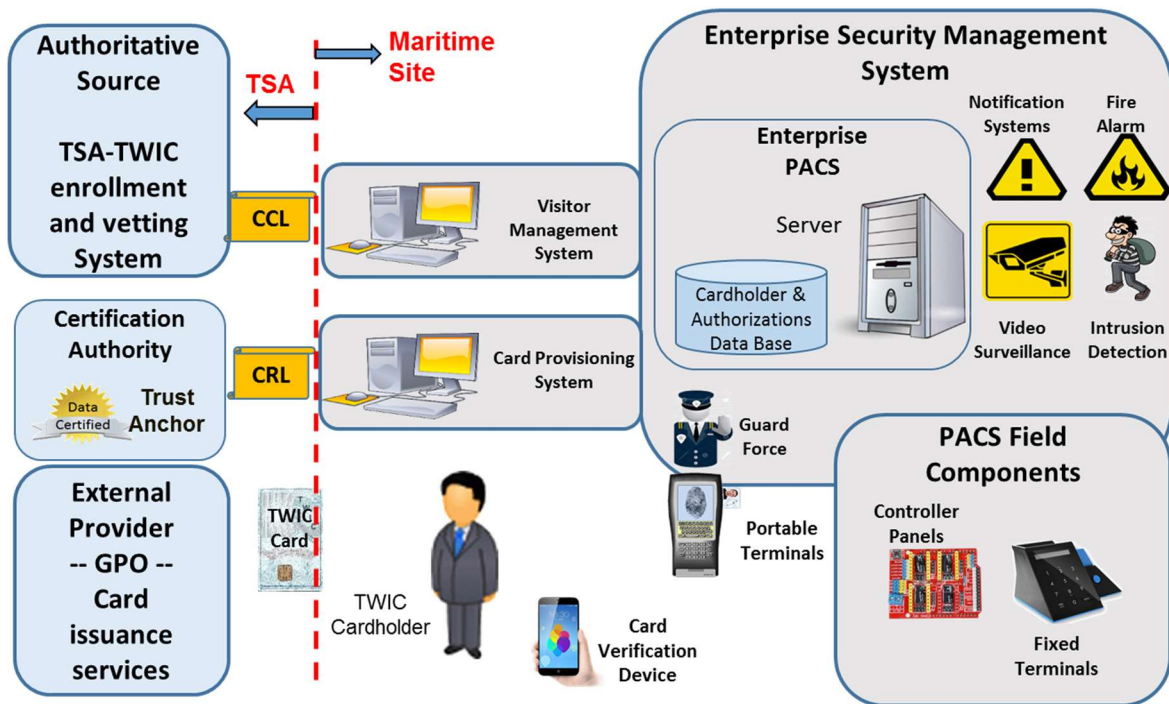 Authoritative
Source
TSA-TWIC
enrollment
and vetting
System
TSA
Maritime
Site
CCL
Visitor
Management
System
Certification
Authority
Data
Certified
Trust
Anchor
CRL
Card Provisioning
System
External
Provider
-- GPO --
Card
issuance
services
TWIC
Card
TWIC
Cardholder
Card
Verification
Device
Enterprise Security Management
System
Enterprise
PACS
Server
Cardholder &
Authorizations
Data Base
Notification
Systems
Fire
Alarm
Video
Surveillance
Intrusion
Detection
Guard
Force
Portable
Terminals
PACS Field
Components
Controller
Panels
Fixed
Terminals